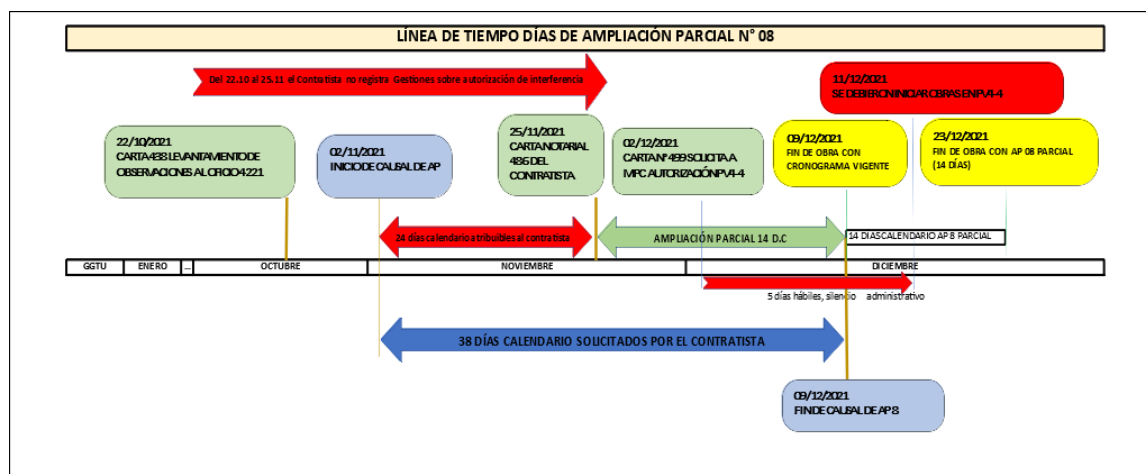 LÍNEA DE TIEMPO DÍAS DE AMPLIACIÓN PARCIAL N° 08
Del 22.10 al 25.11 el Contratista no registra Gestiones sobre autorización de interferencia
11/12/2021
SE DEBIERON INICIAR OBRAS EN PV4-4
22/10/2021
CARTA 438 LEVANTAMIENTO DE
OBSERVACIONES AL OFICIO 4221
02/11/2021
INICIO DE CAUSAL DE AP
25/11/2021
CARTA NOTARIAL
486 DEL
CONTRATISTA
02/12/2021
CARTA N° 499 SOLICITA A
MPC AUTORIZACIÓN PV4-4
09/12/2021
FIN DE OBRA CON
CRONOGRAMA VIGENTE
23/12/2021
FIN DE OBRA CON AP 08 PARCIAL
(14 DÍAS)
24 días calendario atribuibles al contratista
AMPLIACIÓN PARCIAL 14 D.C
14 DIAS CALENDARIO AP 8 PARCIAL
GGTU ENERO ... OCTUBRE NOVIEMBRE DICIEMBRE
5 días hábiles, silencio administrativo
38 DÍAS CALENDARIO SOLICITADOS POR EL CONTRATISTA
09/12/2021
FIN DE CAUSAL DE AP 8